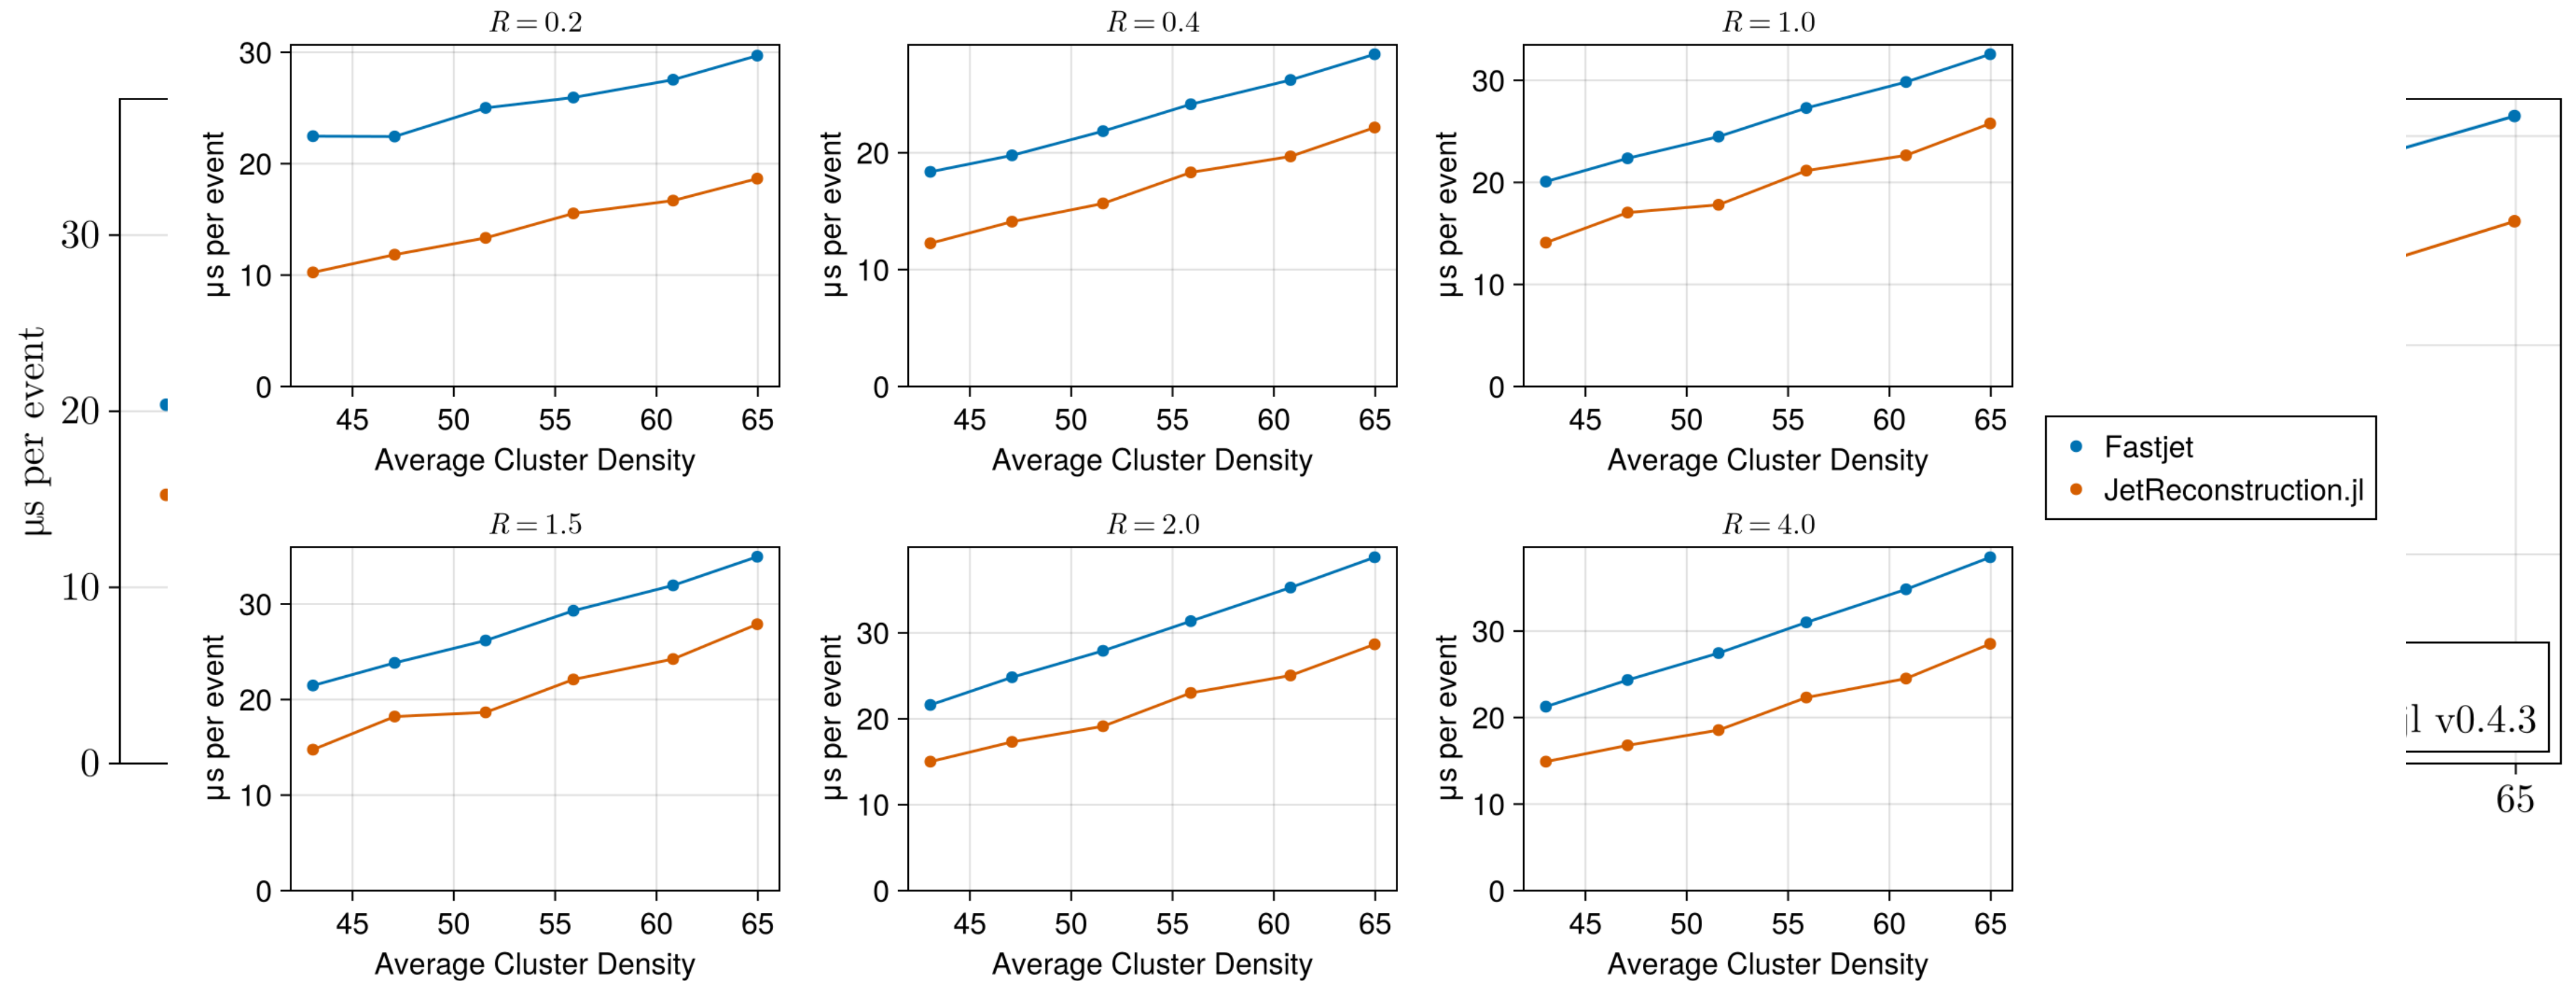 R = 0.2
30
20
10
0
µs per event
45 50 55 60 65
Average Cluster Density
R = 0.4
20
10
0
µs per event
45 50 55 60 65
Average Cluster Density
R = 1.0
30
20
10
0
µs per event
45 50 55 60 65
Average Cluster Density
R = 1.5
30
20
10
0
µs per event
45 50 55 60 65
Average Cluster Density
R = 2.0
30
20
10
0
µs per event
45 50 55 60 65
Average Cluster Density
R = 4.0
30
20
10
0
µs per event
45 50 55 60 65
Average Cluster Density
Fastjet
JetReconstruction.jl
30
20
10
0
µs per event
jl v0.4.3
65